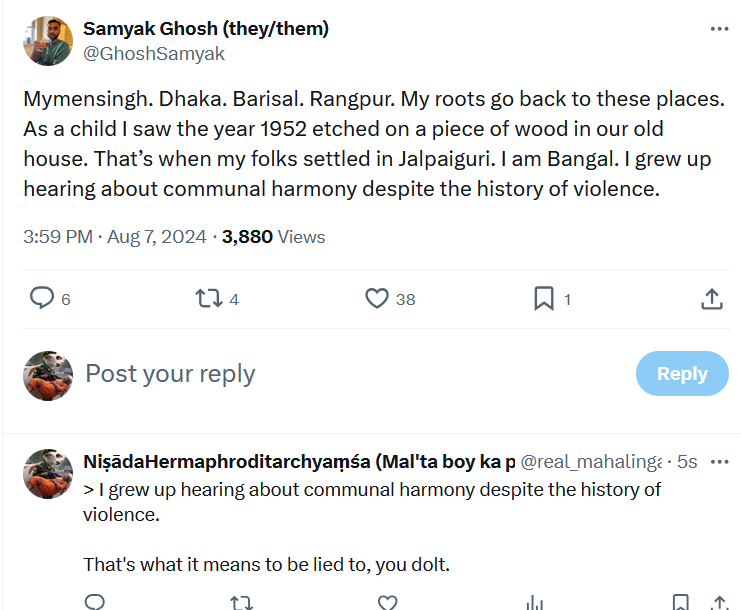 Samyak Ghosh (they/them)
@GhoshSamyak
Mymensingh. Dhaka. Barisal. Rangpur. My roots go back to these places.
As a child I saw the year 1952 etched on a piece of wood in our old
house. That’s when my folks settled in Jalpaiguri. I am Bangal. I grew up
hearing about communal harmony despite the history of violence.
3:59 PM · Aug 7, 2024 · 3,880 Views
6 4 38 1
Post your reply
Reply
NiṣādaHermaphroditarchyaṃśa (Mal'ta boy ka p @real_mahalinga · 5s
> I grew up hearing about communal harmony despite the history of
violence.
That's what it means to be lied to, you dolt.